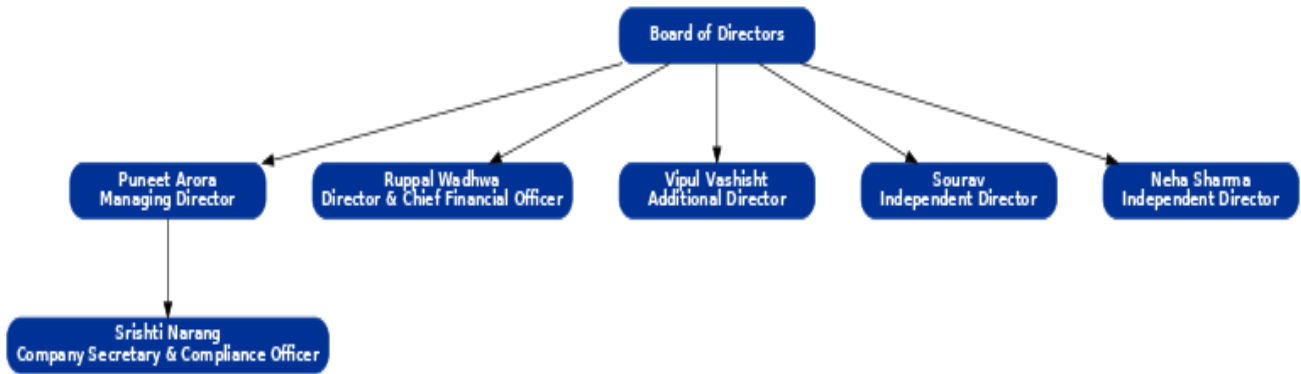 Board of Directors
Puneet Arora
Managing Director
Ruppal Wadhwa
Director & Chief Financial Officer
Vipul Vashisht
Additional Director
Sourav
Independent Director
Neha Sharma
Independent Director
Srishti Narang
Company Secretary & Compliance Officer